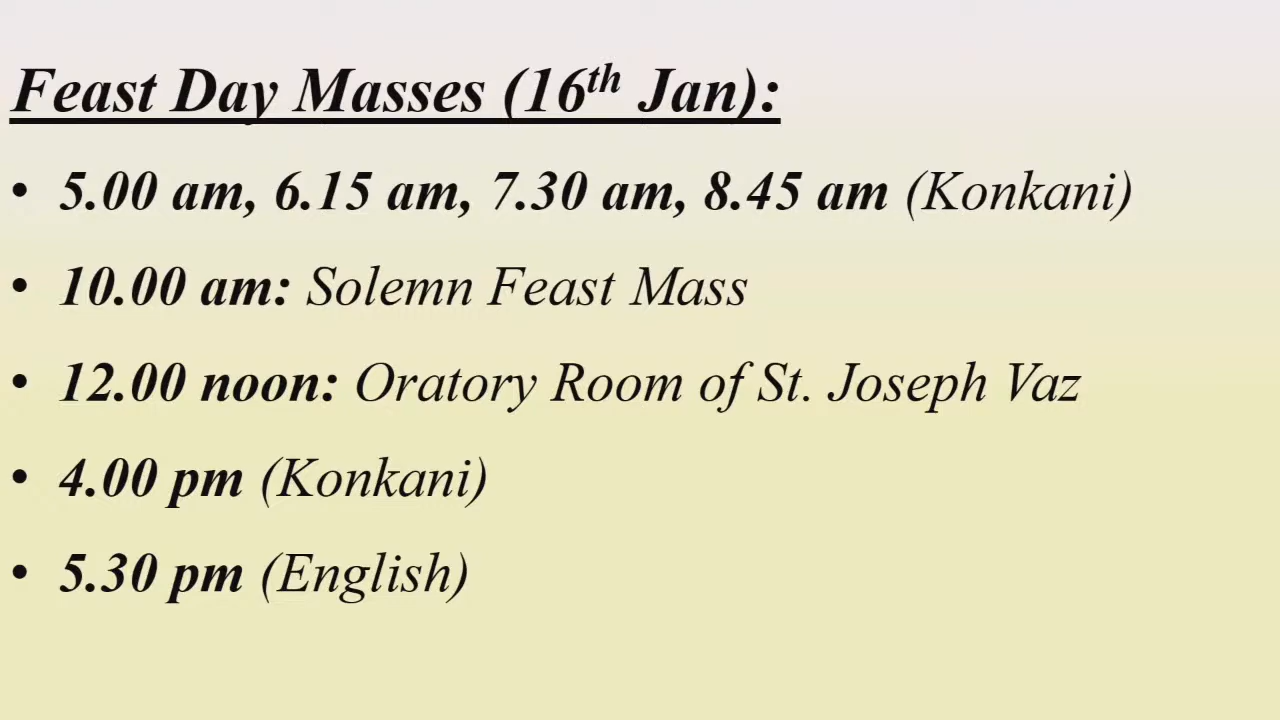 Feast Day Masses (16th Jan):
• 5.00 am, 6.15 am, 7.30 am, 8.45 am (Konkani)
• 10.00 am: Solemn Feast Mass
• 12.00 noon: Oratory Room of St. Joseph Vaz
• 4.00 pm (Konkani)
• 5.30 pm (English)